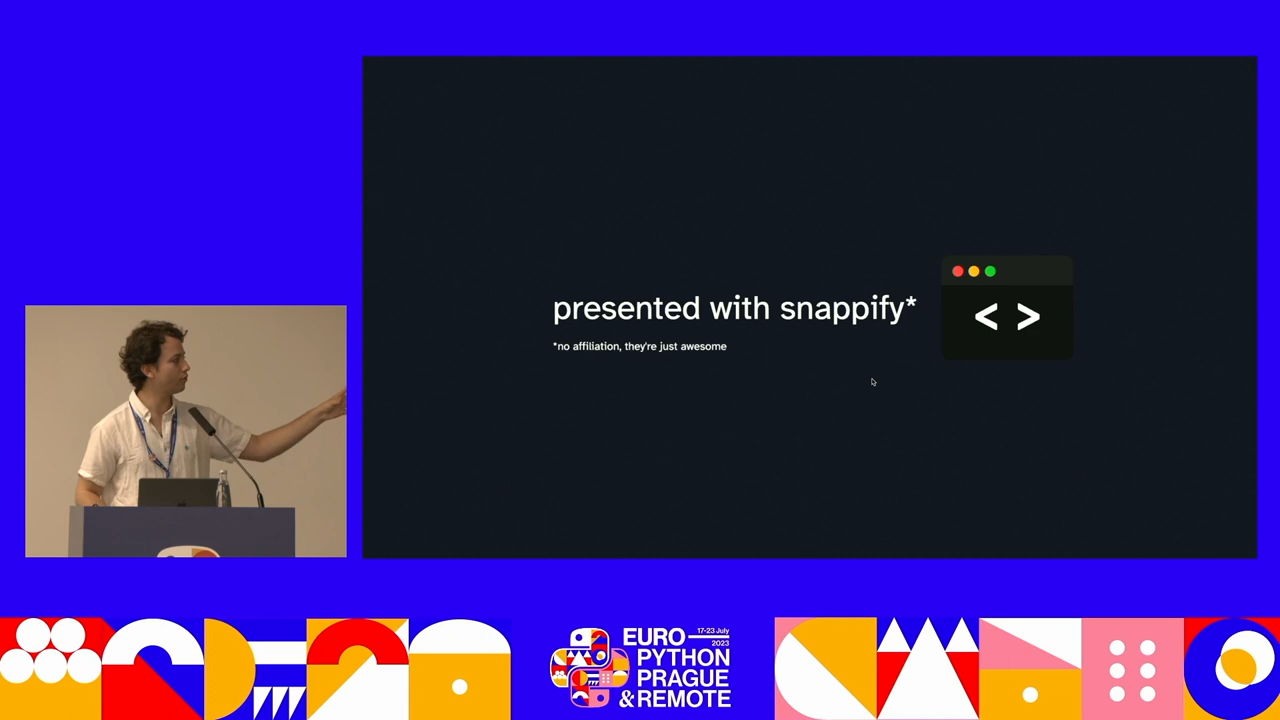 presented with snappify*
*no affiliation, they're just awesome
< >
EURO
17-23 July
2023
PYTHON
PRAGUE
& REMOTE